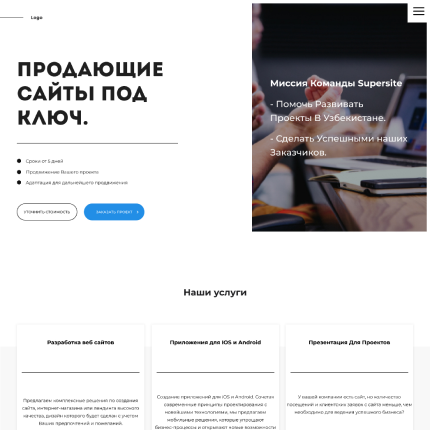 Logo
ПРОДАЮЩИЕ
САЙТЫ ПОД
КЛЮЧ.
Сроки от 5 дней
Продвижение Вашего проекта
Адаптация для дальнейшего продвижения
УТОЧНИТЬ СТОИМОСТЬ
ЗАКАЗАТЬ ПРОЕКТ
Миссия Команды Supersite
- Помочь Развивать
Проекты В Узбекистане.
- Сделать Успешными наших
Заказчиков.
Наши услуги
Разработка веб сайтов
Предлагаем комплексные решения по созданию
сайта, интернет-магазина или лендинга высокого
качества, дизайн которого будет сделан с учетом
ваших предпочтений и пожеланий.
Приложения для IOS и Android
Создание приложений для iOS и Android. Сочетая
современные принципы проектирования с
новейшими технологиями, мы предлагаем
мобильные решения, которые упрощают
бизнес-процессы и открывают новые возможности
Презентация Для Проектов
У нашей компании есть сайт, но количество
посещений и клиентских заявок с сайта меньше, чем
необходимо для ведения успешного бизнеса?